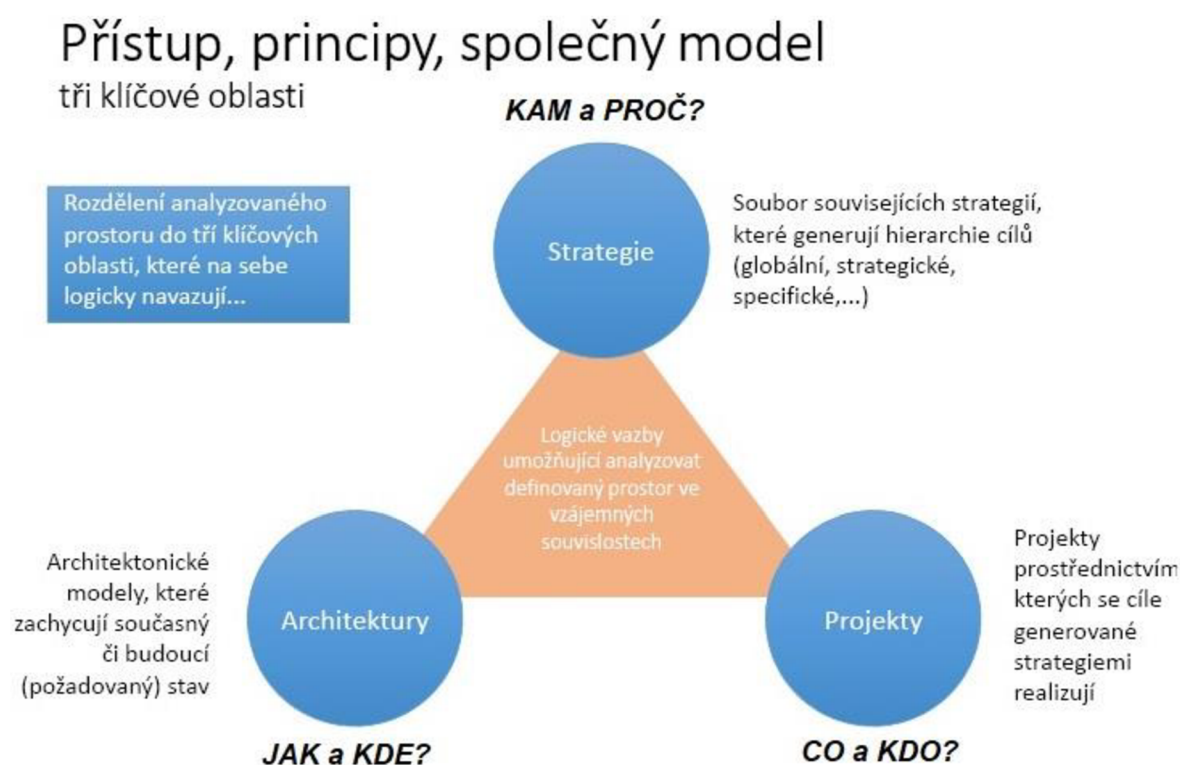 Přístup, principy, společný model
tři klíčové oblasti
KAM a PROČ?
Rozdělení analyzovaného
prostoru do tří klíčových
oblasti, které na sebe
logicky navazují...
Strategie
Soubor souvisejících strategií,
které generují hierarchie cílů
(globální, strategické,
specifické,...)
Logické vazby
umožňující analyzovat
definovaný prostor ve
vzájemných
souvislostech
Architektonické
modely, které
zachycují současný
či budoucí
(požadovaný) stav
Architektury
JAK a KDE?
Projekty
Projekty
prostřednictvím
kterých se cíle
generované
strategiemi
realizují
CO a KDO?